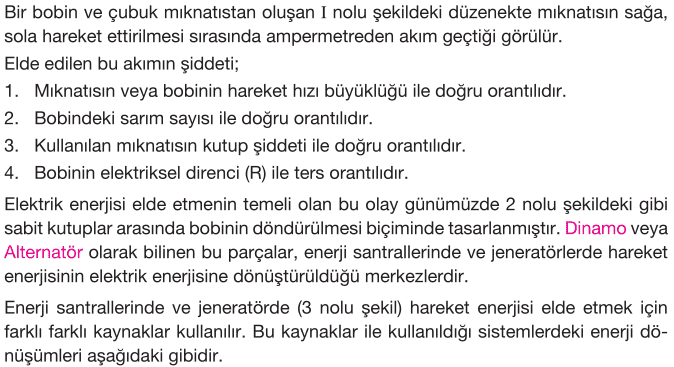 Bir bobin ve çubuk mıknatıstan oluşan I nolu şekildeki düzenekte mıknatısın sağa,
sola hareket ettirilmesi sırasında ampermetreden akım geçtiği görülür.
Elde edilen bu akımın şiddeti;
1. Mıknatısın veya bobinin hareket hızı büyüklüğü ile doğru orantılıdır.
2. Bobindeki sarım sayısı ile doğru orantılıdır.
3. Kullanılan mıknatısın kutup şiddeti ile doğru orantılıdır.
4. Bobinin elektriksel direnci (R) ile ters orantılıdır.
Elektrik enerjisi elde etmenin temeli olan bu olay günümüzde 2 nolu şekildeki gibi
sabit kutuplar arasında bobinin döndürülmesi biçiminde tasarlanmıştır. Dinamo veya
Alternatör olarak bilinen bu parçalar, enerji santrallerinde ve jeneratörlerde hareket
enerjisinin elektrik enerjisine dönüştürüldüğü merkezlerdir.
Enerji santrallerinde ve jeneratörde (3 nolu şekil) hareket enerjisi elde etmek için
farklı farklı kaynaklar kullanılır. Bu kaynaklar ile kullanıldığı sistemlerdeki enerji dö-
nüşümleri aşağıdaki gibidir.